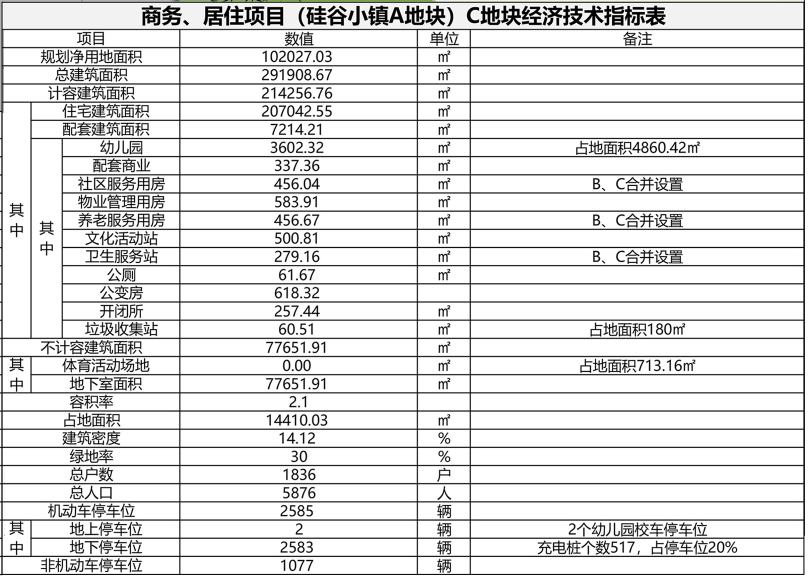 商务、居住项目（硅谷小镇A地块）C地块经济技术指标表
项目 数值 单位 备注
规划净用地面积 102027.03 ㎡
总建筑面积 291908.67 ㎡
计容建筑面积 214256.76 ㎡
其中 住宅建筑面积 207042.55 ㎡
配套建筑面积 7214.21 ㎡
其中 幼儿园 3602.32 ㎡ 占地面积4860.42㎡
配套商业 337.36 ㎡
社区服务用房 456.04 ㎡ B、C合并设置
物业管理用房 583.91 ㎡
养老服务用房 456.67 ㎡ B、C合并设置
文化活动站 500.81 ㎡
卫生服务站 279.16 ㎡ B、C合并设置
公厕 61.67 ㎡
公变房 618.32
开闭所 257.44 ㎡
垃圾收集站 60.51 ㎡ 占地面积180㎡
不计容建筑面积 77651.91 ㎡
其中 体育活动场地 0.00 ㎡ 占地面积713.16㎡
地下室面积 77651.91 ㎡
容积率 2.1
占地面积 14410.03 ㎡
建筑密度 14.12 %
绿地率 30 %
总户数 1836 户
总人口 5876 人
机动车停车位 2585 辆
其中 地上停车位 2 辆 2个幼儿园校车停车位
地下停车位 2583 辆 充电桩个数517，占停车位20%
非机动车停车位 1077 辆